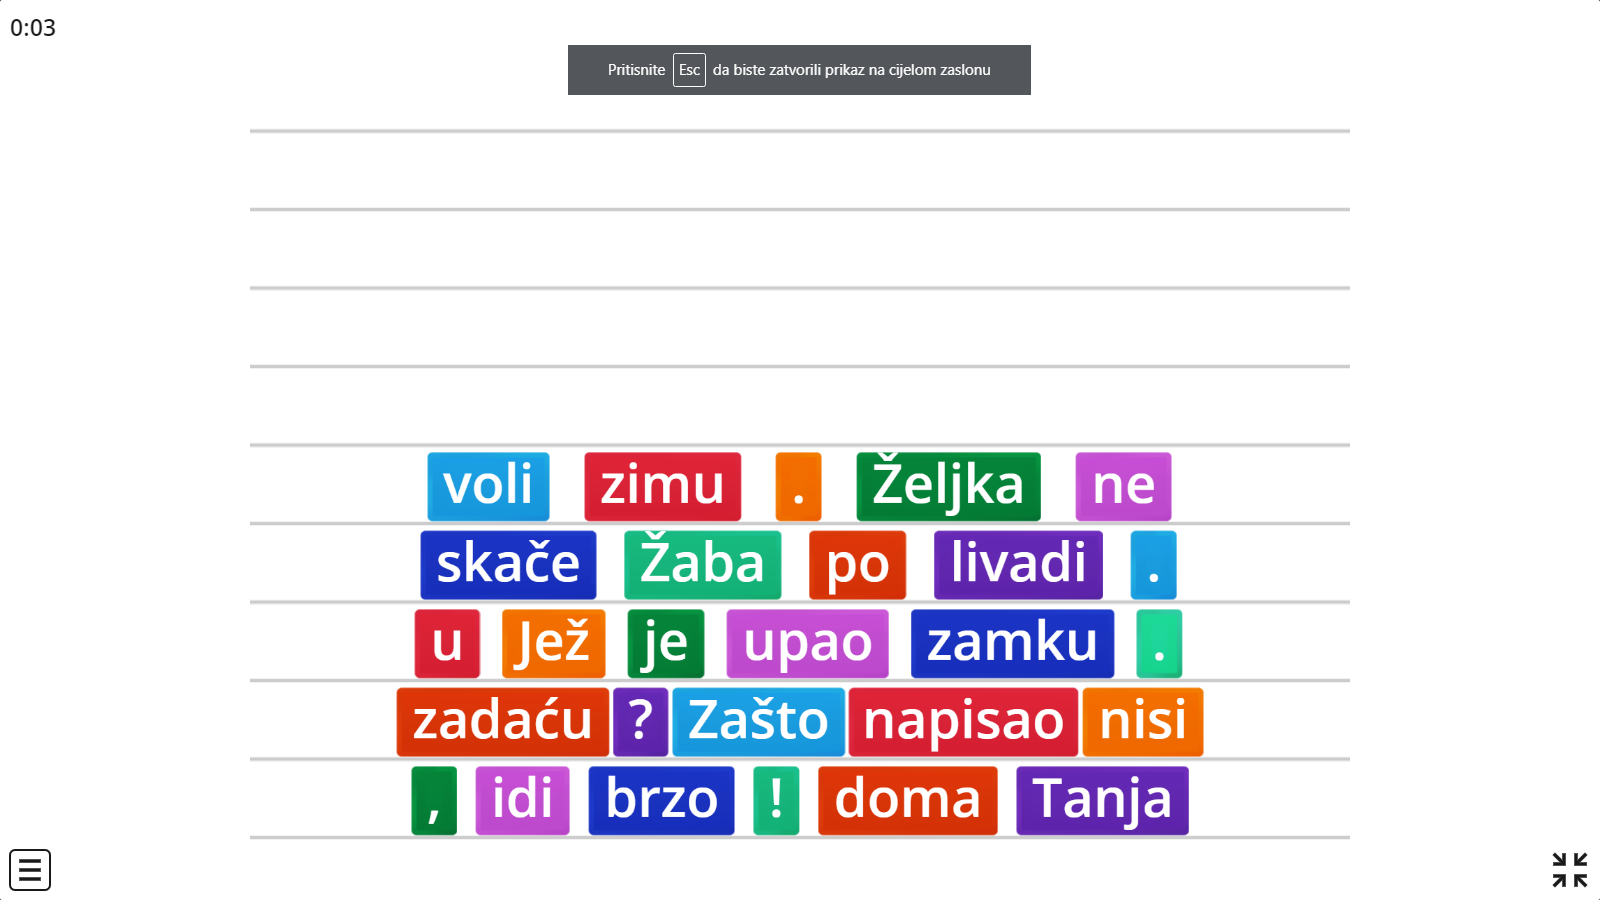 0:03
Pritisnite Esc da biste zatvorili prikaz na cijelom zaslonu
voli zimu . Željka ne
skače Žaba po livadi .
u Jež je upao zamku .
zadaću ? Zašto napisao nisi
, idi brzo ! doma Tanja